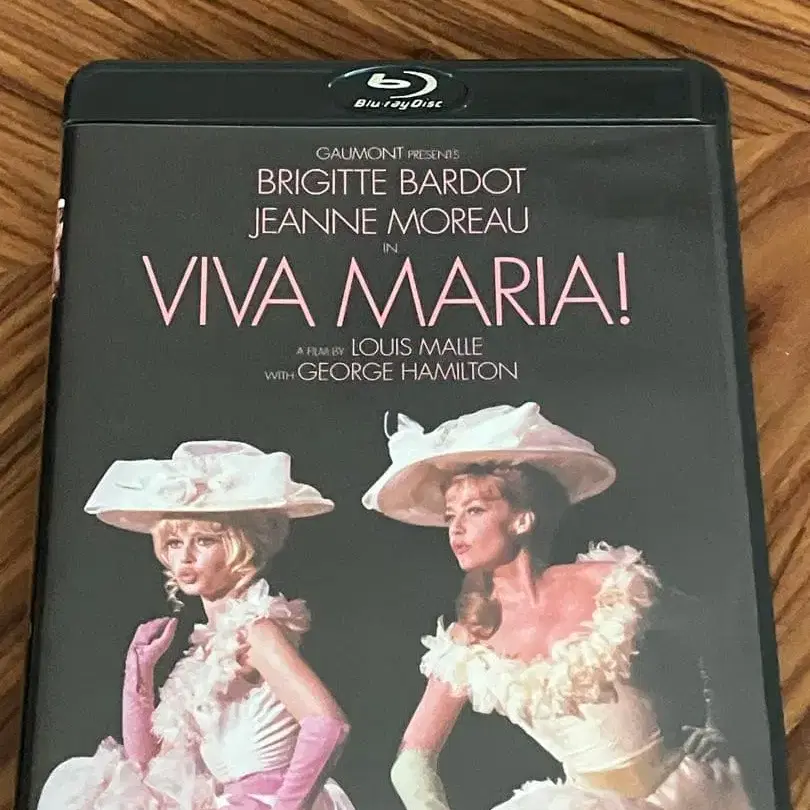 Blu-ray Disc
GAUMONT PRESENTS
BRIGITTE BARDOT
JEANNE MOREAU
IN
VIVA MARIA!
A FILM BY LOUIS MALLE
WITH GEORGE HAMILTON